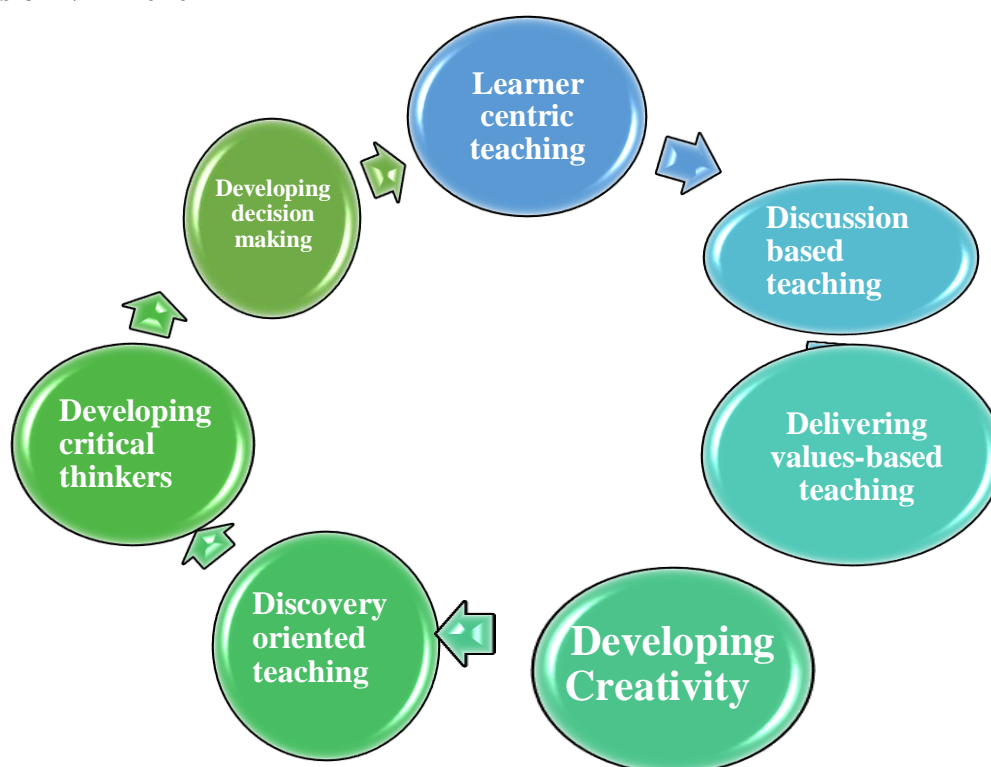 Learner
centric
teaching
Discussion
based
teaching
Delivering
values-based
teaching
Developing
Creativity
Discovery
oriented
teaching
Developing
critical
thinkers
Developing
decision
making